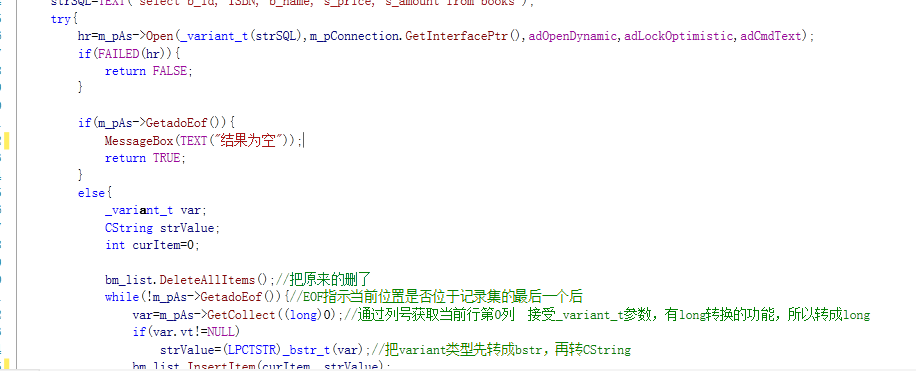 strSQL=TEXT("select b_id, ISBN, b_name, s_price, s_amount from books");
try{
hr=m_pAs->Open(_variant_t(strSQL),m_pConnection.GetInterfacePtr(),adOpenDynamic,adLockOptimistic,adCmdText);
if(FAILED(hr)){
return FALSE;
}
if(m_pAs->GetadoEof()){
MessageBox(TEXT("结果为空"));
return TRUE;
}
else{
_variant_t var;
CString strValue;
int curItem=0;
bm_list.DeleteAllItems();//把原来的删了
while(!m_pAs->GetadoEof()){//EOF指示当前位置是否位于记录集的最后一个后
var=m_pAs->GetCollect((long)0);//通过列号获取当前行第0列 接受_variant_t参数，有long转换的功能，所以转成long
if(var.vt!=NULL)
strValue=(LPCTSTR)_bstr_t(var);//把variant类型先转成bstr，再转CString
bm_list.InsertItem(curItem, strValue);